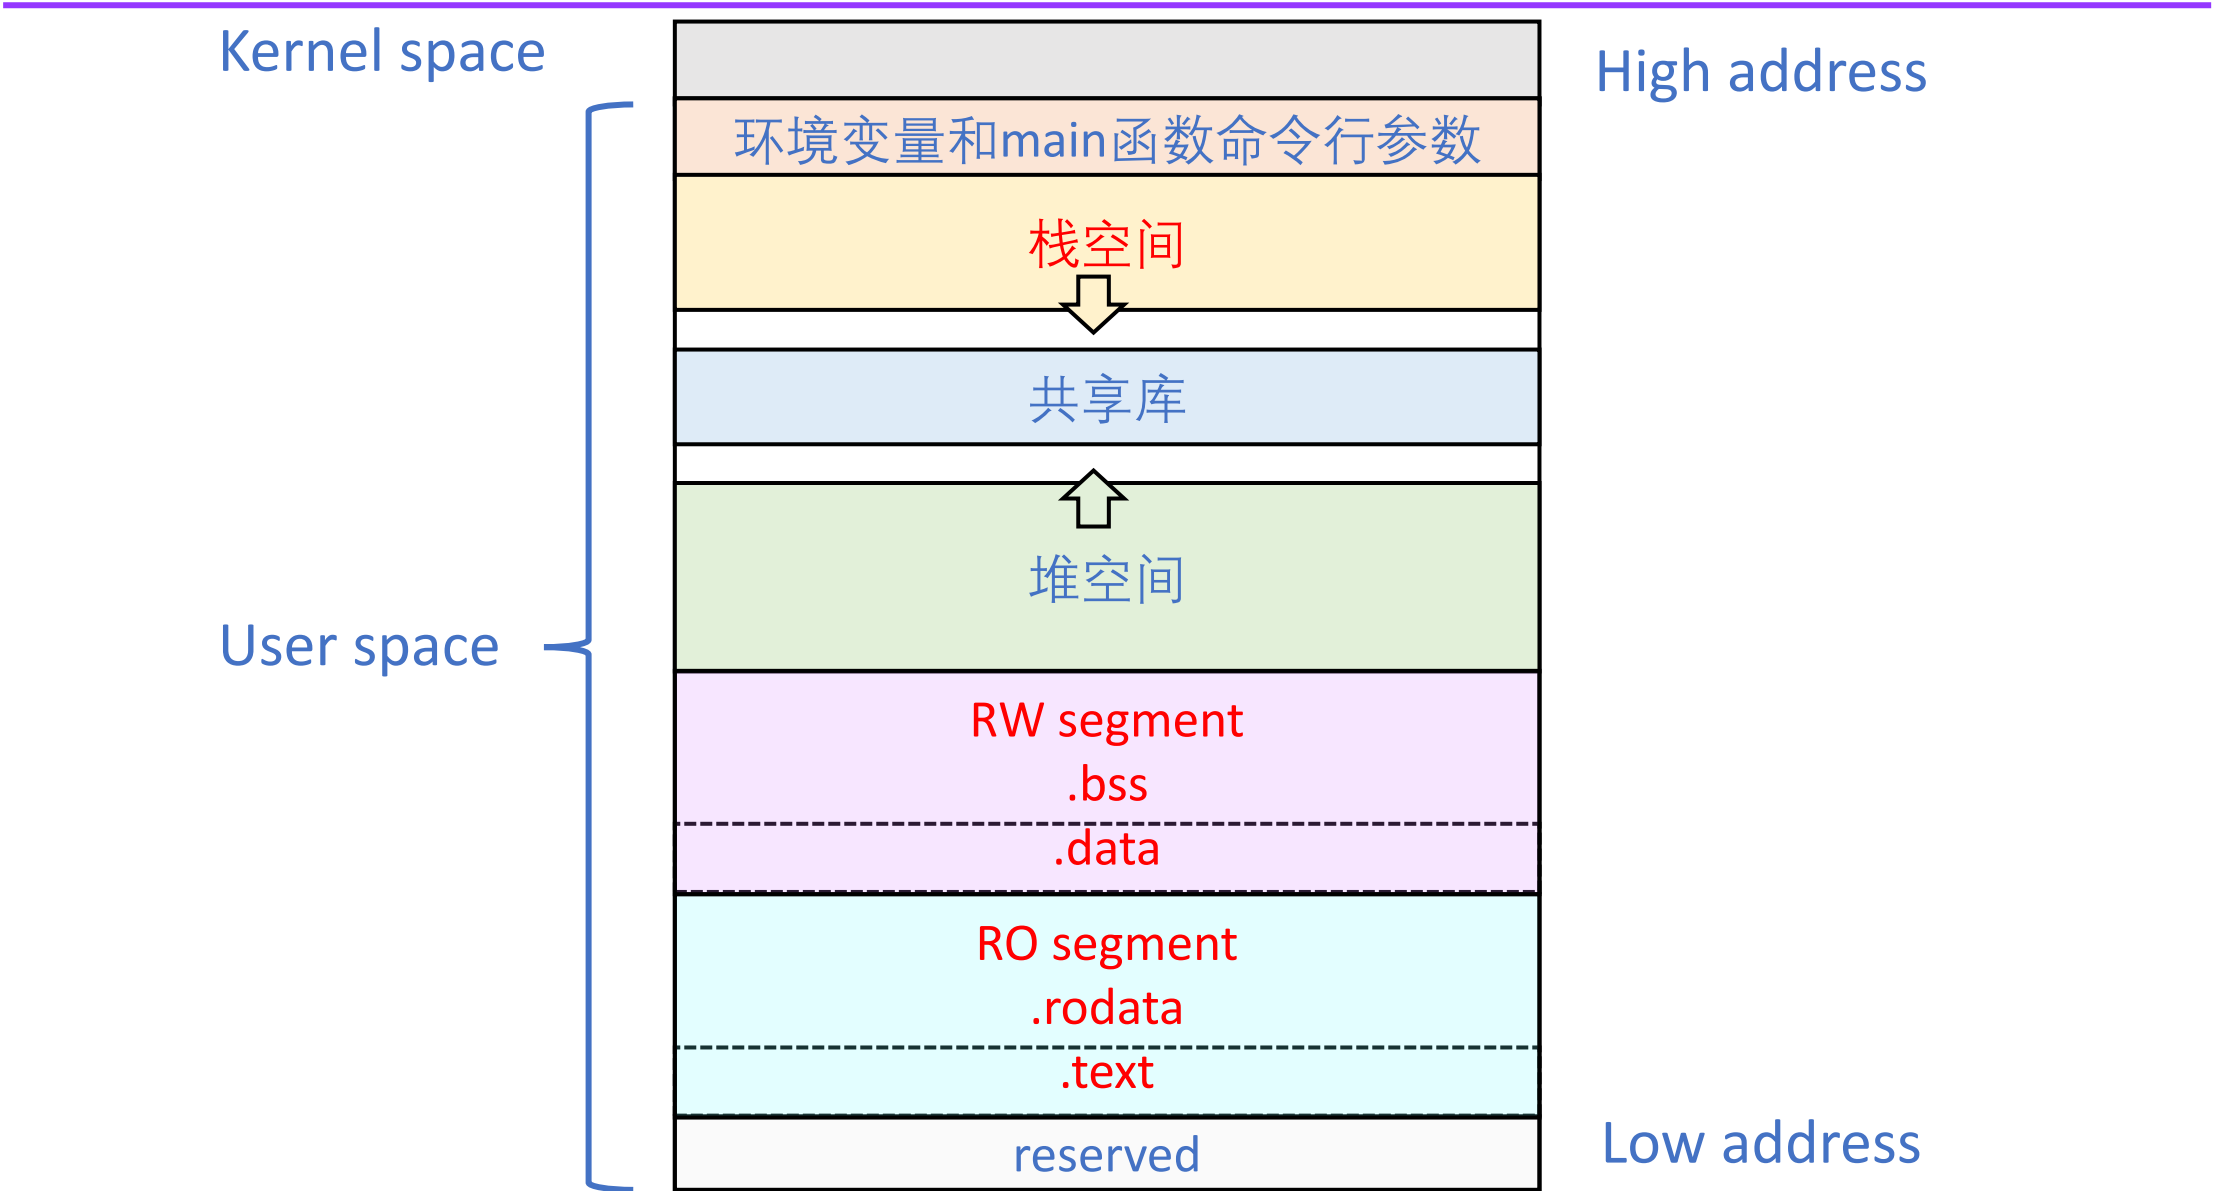 Kernel space
High address
环境变量和main函数命令行参数
栈空间
共享库
堆空间
User space
RW segment
.bss
.data
RO segment
.rodata
.text
reserved
Low address